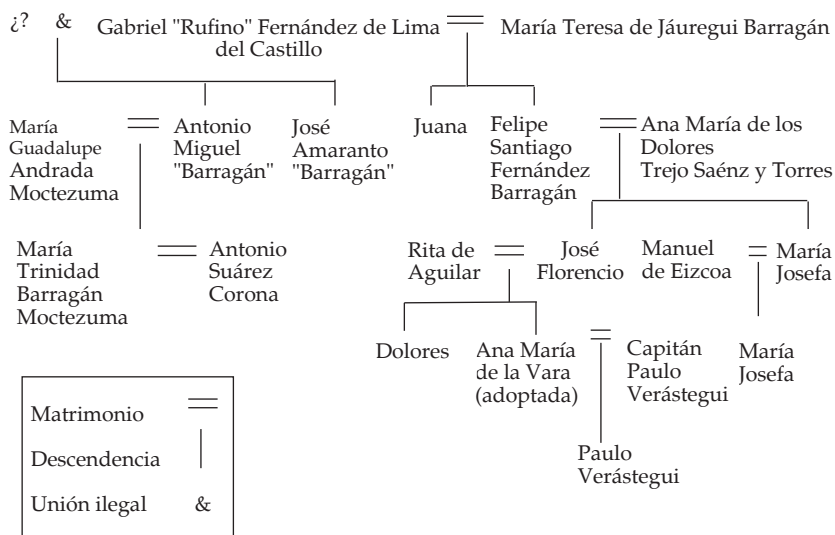 ¿? & Gabriel "Rufino" Fernández de Lima
del Castillo
María Teresa de Jáuregui Barragán
María
Guadalupe
Andrada
Moctezuma
Antonio
Miguel
"Barragán"
José
Amaranto
"Barragán"
Juana
Felipe
Santiago
Fernández
Barragán
Ana María de los
Dolores
Trejo Saénz y Torres
María
Trinidad
Barragán
Moctezuma
Antonio
Suárez
Corona
Rita de
Aguilar
José
Florencio
Manuel
de Eizcoa
María
Josefa
Dolores
Ana María
de la Vara
(adoptada)
Capitán
Paulo
Verástegui
María
Josefa
Paulo
Verástegui
Matrimonio
Descendencia
Unión ilegal &